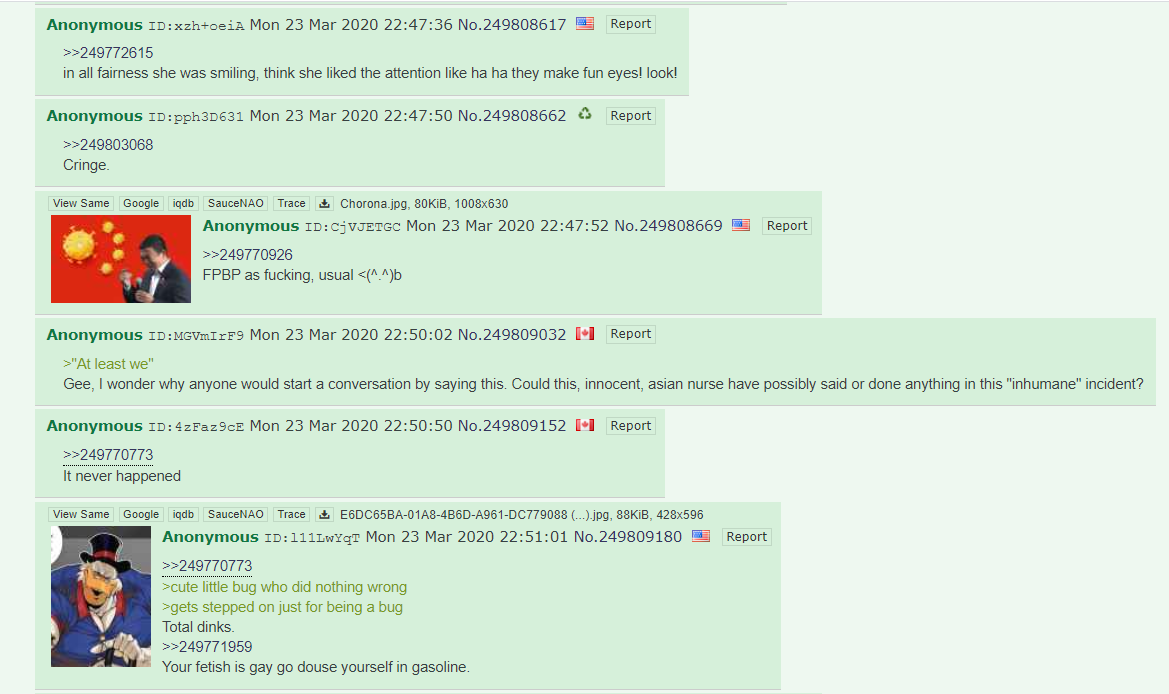 Anonymous ID:xzh+oeiA Mon 23 Mar 2020 22:47:36 No.249808617 Report
>>249772615
in all fairness she was smiling, think she liked the attention like ha ha they make fun eyes! look!
Anonymous ID:pph3D631 Mon 23 Mar 2020 22:47:50 No.249808662 Report
>>249803068
Cringe.
View Same Google iqdb SauceNAO Trace Chorona.jpg, 80KiB, 1008x630
Anonymous ID:CjVJETGC Mon 23 Mar 2020 22:47:52 No.249808669 Report
>>249770926
FPBP as fucking, usual <(^.^)b
Anonymous ID:MGVmIrF9 Mon 23 Mar 2020 22:50:02 No.249809032 Report
>"At least we"
Gee, I wonder why anyone would start a conversation by saying this. Could this, innocent, asian nurse have possibly said or done anything in this "inhumane" incident?
Anonymous ID:4zFaz9cE Mon 23 Mar 2020 22:50:50 No.249809152 Report
>>249770773
It never happened
View Same Google iqdb SauceNAO Trace E6DC65BA-01A8-4B6D-A961-DC779088 (...).jpg, 88KiB, 428x596
Anonymous ID:l11LwYqT Mon 23 Mar 2020 22:51:01 No.249809180 Report
>>249770773
>cute little bug who did nothing wrong
>gets stepped on just for being a bug
Total dinks.
>>249771959
Your fetish is gay go douse yourself in gasoline.